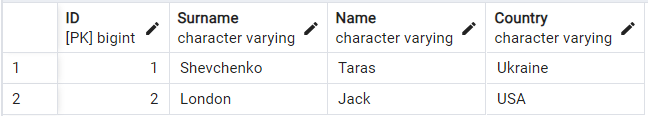 ID Surname Name Country
[PK] bigint character varying character varying character varying
1 1 Shevchenko Taras Ukraine
2 2 London Jack USA